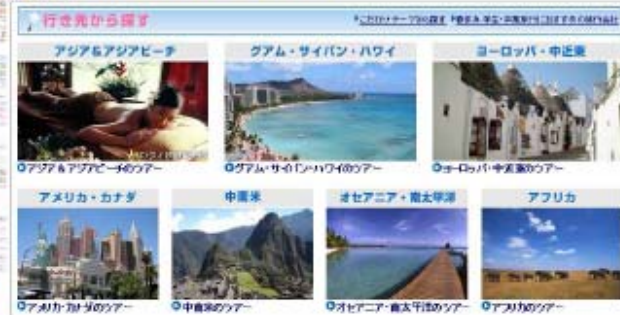 行き先から探す
アジア&アジアビーチ
グアム・サイパン・ハワイ
ヨーロッパ・中近東
アジア&アジアビーチのツアー
グアム・サイパン・ハワイのツアー
ヨーロッパ・中近東のツアー
アメリカ・カナダ
中南米
オセアニア・南太平洋
アフリカ
アメリカ・カナダのツアー
中南米のツアー
オセアニア・南太平洋のツアー
アフリカのツアー